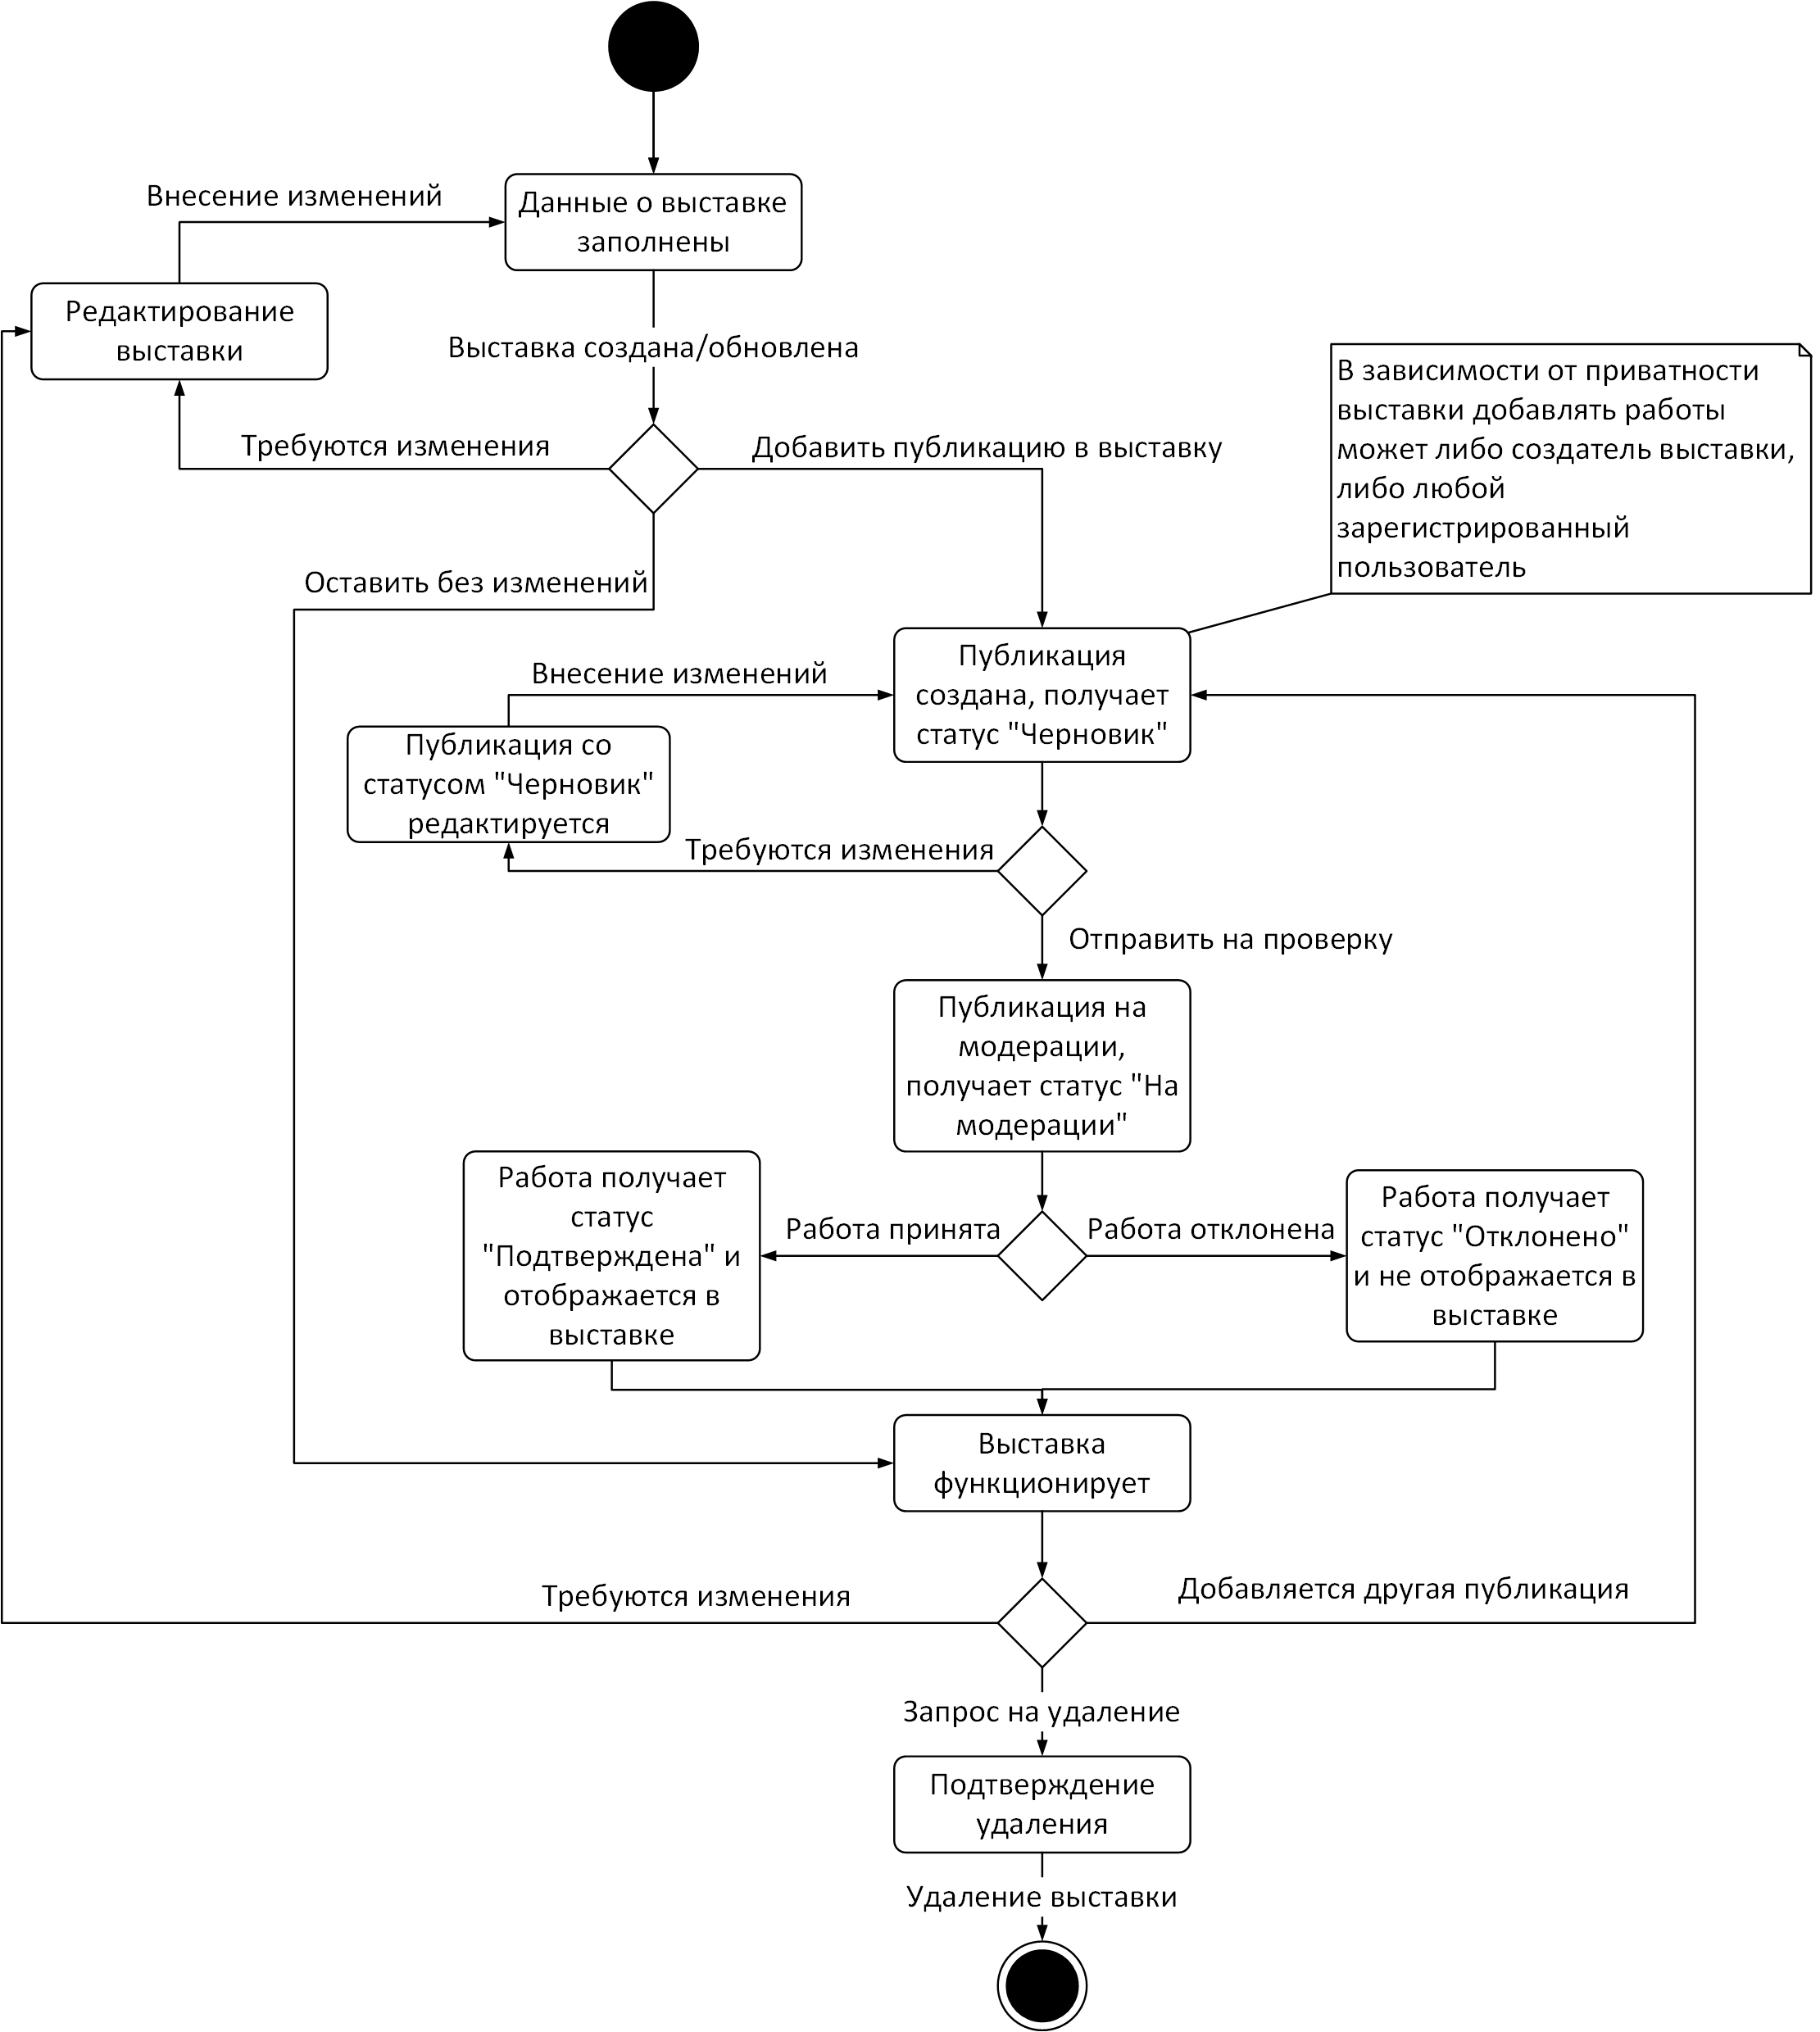 Данные о выставке
заполнены
Внесение изменений
Редактирование
выставки
Выставка создана/обновлена
Требуются изменения
Добавить публикацию в выставку
В зависимости от приватности
выставки добавлять работы
может либо создатель выставки,
либо любой
зарегистрированный
пользователь
Оставить без изменений
Публикация
создана, получает
статус "Черновик"
Внесение изменений
Публикация со
статусом "Черновик"
редактируется
Требуются изменения
Отправить на проверку
Публикация на
модерации,
получает статус "На
модерации"
Работа получает
статус
"Подтверждена" и
отображается в
выставке
Работа принята
Работа отклонена
Работа получает
статус "Отклонено"
и не отображается в
выставке
Выставка
функционирует
Требуются изменения
Добавляется другая публикация
Запрос на удаление
Подтверждение
удаления
Удаление выставки